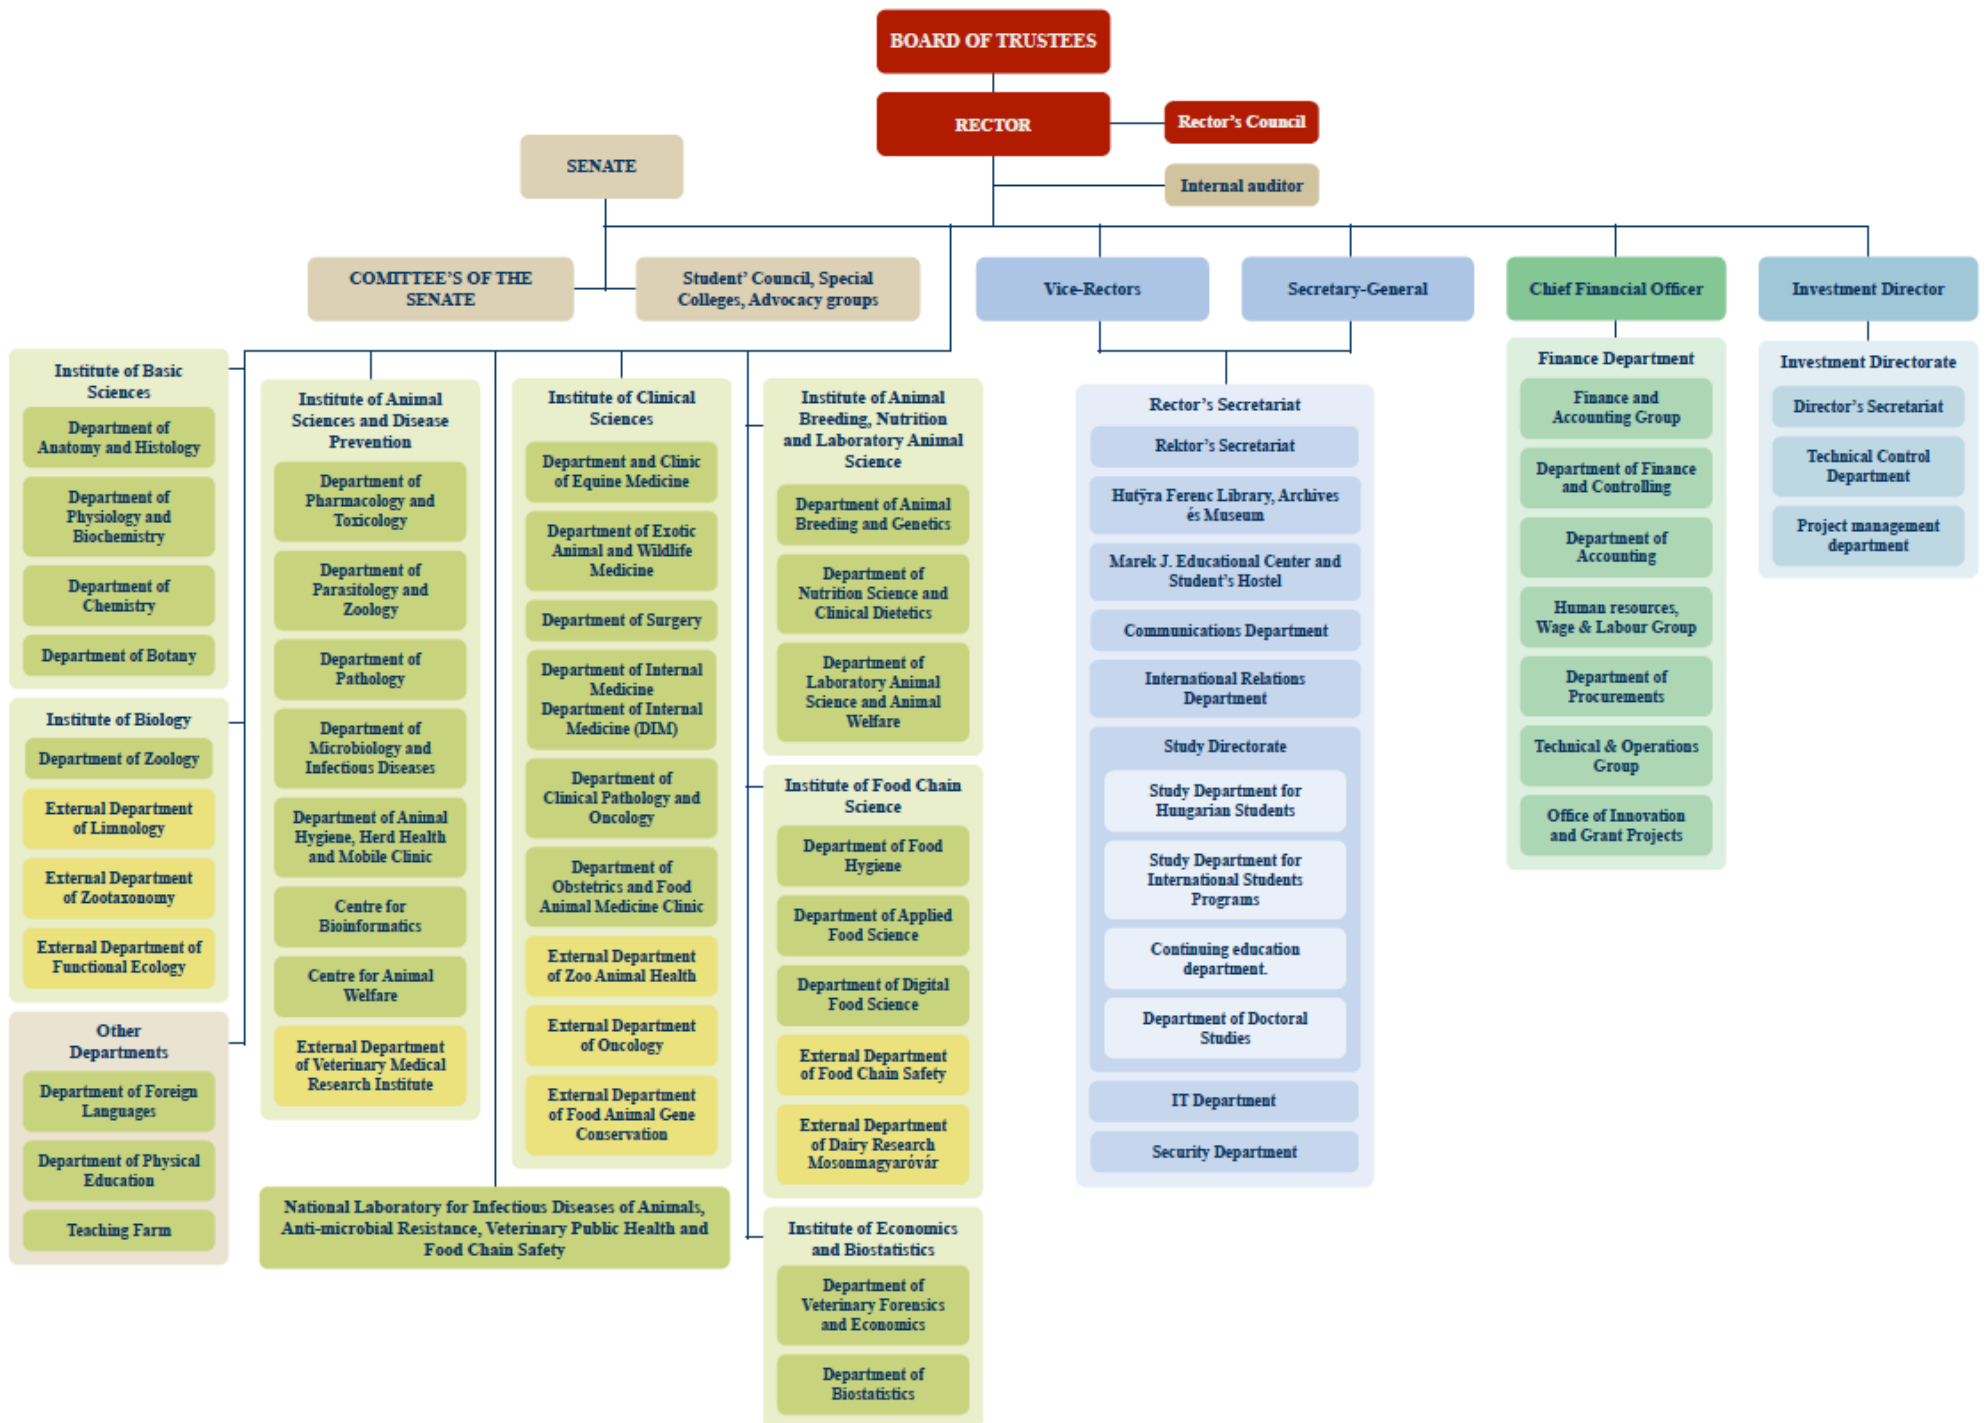 BOARD OF TRUSTEES
RECTOR
Rector’s Council
SENATE
Internal auditor
COMITTEE’S OF THE
SENATE
Student’ Council, Special
Colleges, Advocacy groups
Vice-Rectors
Secretary-General
Chief Financial Officer
Investment Director
Institute of Basic
Sciences
Department of
Anatomy and Histology
Department of
Physiology and
Biochemistry
Department of
Chemistry
Department of Botany
Institute of Biology
Department of Zoology
External Department
of Limnology
External Department
of Zootaxonomy
External Department of
Functional Ecology
Other
Departments
Department of Foreign
Languages
Department of Physical
Education
Teaching Farm
Institute of Animal
Sciences and Disease
Prevention
Department of
Pharmacology and
Toxicology
Department of
Parasitology and
Zoology
Department of
Pathology
Department of
Microbiology and
Infectious Diseases
Department of Animal
Hygiene, Herd Health
and Mobile Clinic
Centre for
Bioinformatics
Centre for Animal
Welfare
External Department
of Veterinary Medical
Research Institute
Institute of Clinical
Sciences
Department and Clinic
of Equine Medicine
Department of Exotic
Animal and Wildlife
Medicine
Department of Surgery
Department of Internal
Medicine
Department of Internal
Medicine (DIM)
Department of
Clinical Pathology and
Oncology
Department of
Obstetrics and Food
Animal Medicine Clinic
External Department
of Zoo Animal Health
External Department
of Oncology
External Department
of Food Animal Gene
Conservation
National Laboratory for Infectious Diseases of Animals,
Anti-microbial Resistance, Veterinary Public Health and
Food Chain Safety
Institute of Animal
Breeding, Nutrition
and Laboratory Animal
Science
Department of Animal
Breeding and Genetics
Department of
Nutrition Science and
Clinical Dietetics
Department of
Laboratory Animal
Science and Animal
Welfare
Institute of Food Chain
Science
Department of Food
Hygiene
Department of Applied
Food Science
Department of Digital
Food Science
External Department
of Food Chain Safety
External Department
of Dairy Research
Mosonmagyaróvár
Institute of Economics
and Biostatistics
Department of
Veterinary Forensics
and Economics
Department of
Biostatistics
Rector’s Secretariat
Rektor’s Secretariat
Hutÿra Ferenc Library, Archives
és Museum
Marek J. Educational Center and
Student’s Hostel
Communications Department
International Relations
Department
Study Directorate
Study Department for
Hungarian Students
Study Department for
International Students
Programs
Continuing education
department.
Department of Doctoral
Studies
IT Department
Security Department
Finance Department
Finance and
Accounting Group
Department of Finance
and Controlling
Department of
Accounting
Human resources,
Wage & Labour Group
Department of
Procurements
Technical & Operations
Group
Office of Innovation
and Grant Projects
Investment Directorate
Director’s Secretariat
Technical Control
Department
Project management
department